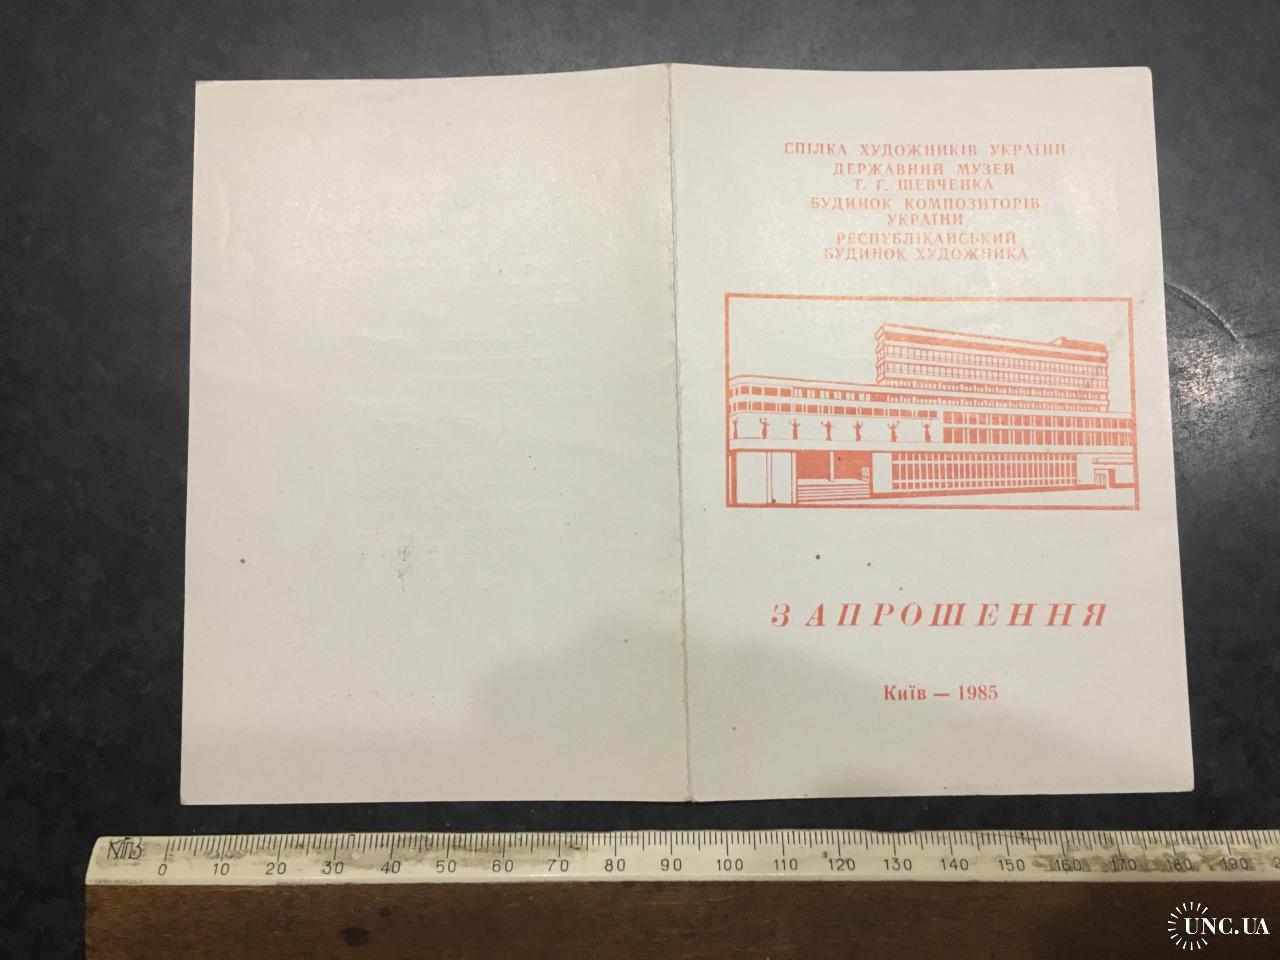 СПІЛКА ХУДОЖНИКІВ УКРАЇНИ
ДЕРЖАВНИЙ МУЗЕЙ
Т. Г. ШЕВЧЕНКА
БУДИНОК КОМПОЗИТОРІВ
УКРАЇНИ
РЕСПУБЛІКАНСЬКИЙ
БУДИНОК ХУДОЖНИКА
ЗАПРОШЕННЯ
Київ — 1985
0 10 20 30 40 50 60 70 80 90 100 110 120 130 140 150 160 170 180 190
UNC.UA